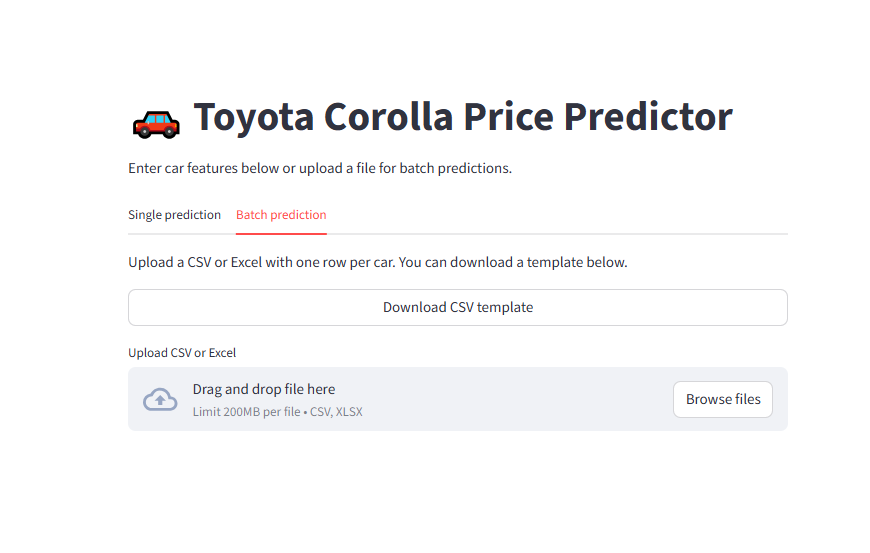 Toyota Corolla Price Predictor
Enter car features below or upload a file for batch predictions.
Single prediction Batch prediction
Upload a CSV or Excel with one row per car. You can download a template below.
Download CSV template
Upload CSV or Excel
Drag and drop file here
Limit 200MB per file • CSV, XLSX
Browse files